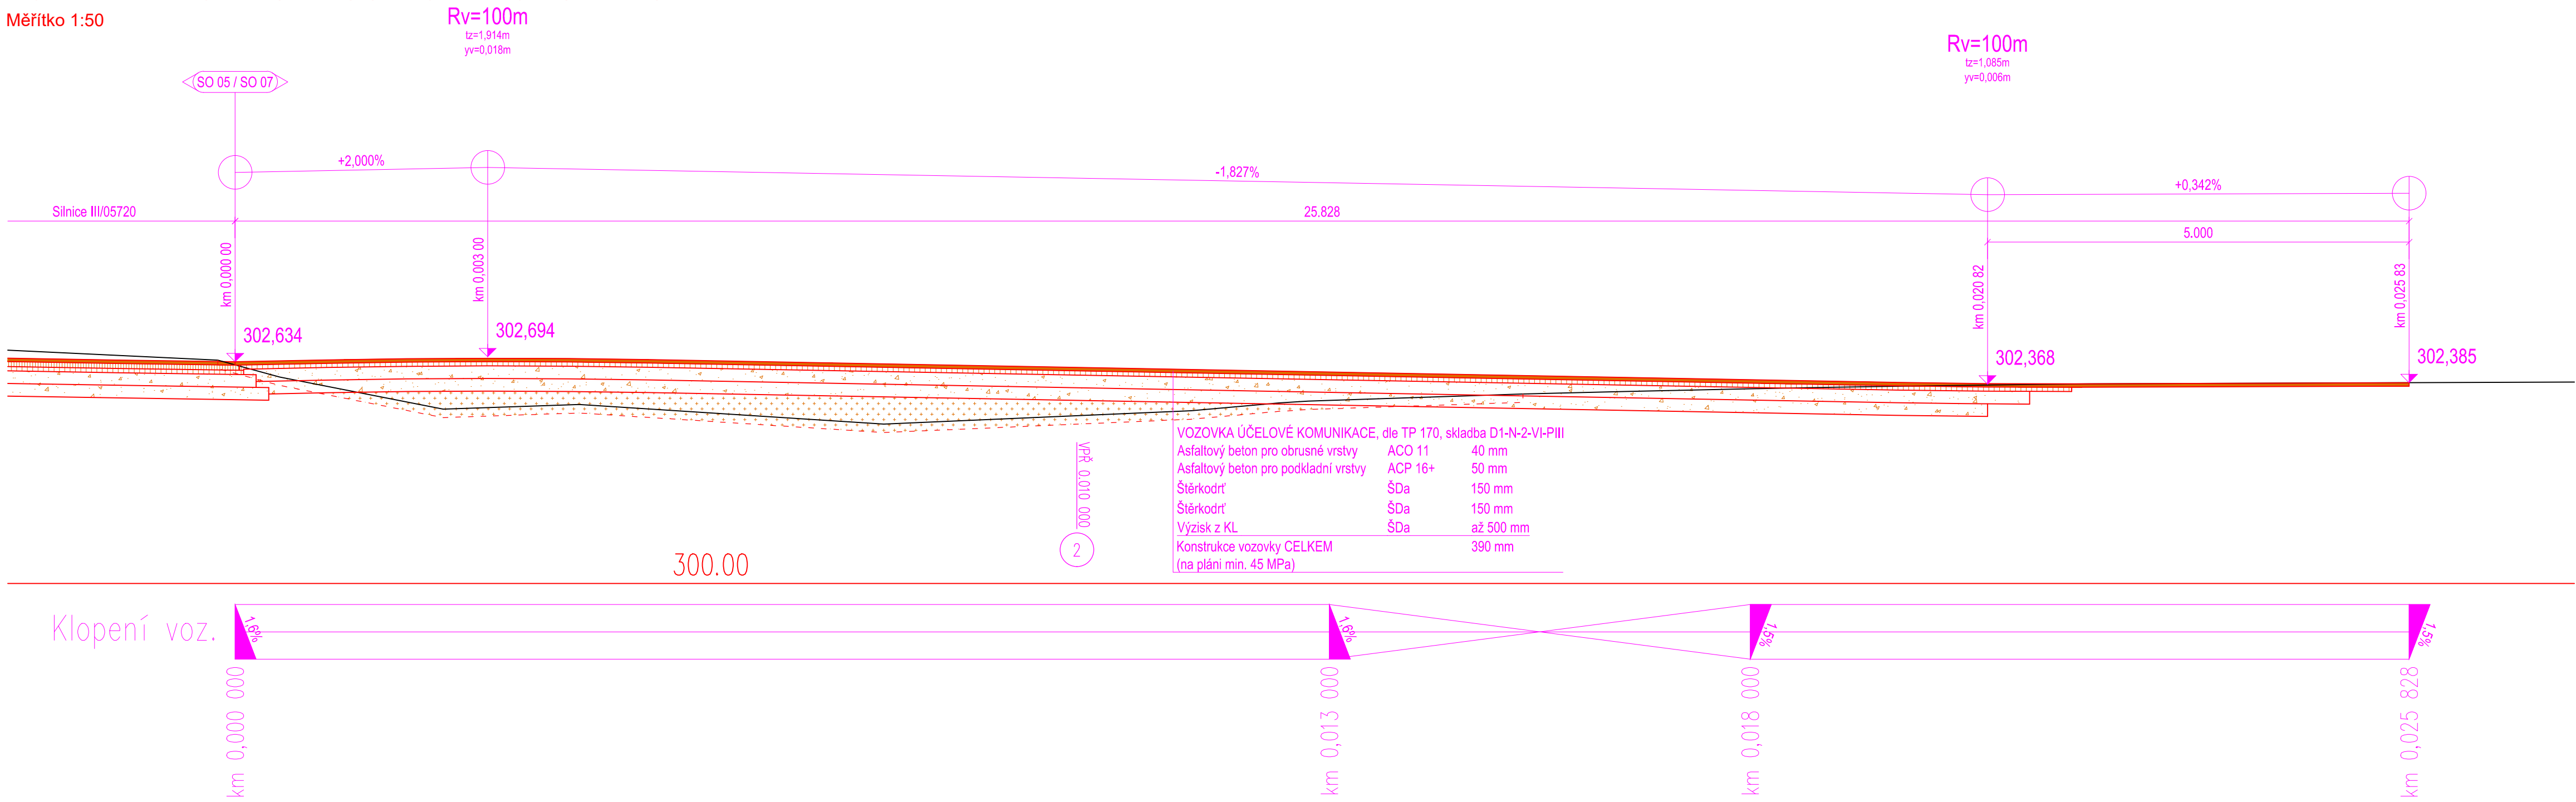 Měřítko 1:50
Rv=100m
tz=1,914m
yv=0,018m
Rv=100m
tz=1,085m
yv=0,006m
SO 05 / SO 07
+2,000%
-1,827%
+0,342%
Silnice III/05720
25.828
5.000
km 0,000 00
km 0,003 00
km 0,020 82
km 0,025 83
302,634
302,694
302,368
302,385
VOZOVKA ÚČELOVÉ KOMUNIKACE, dle TP 170, skladba D1-N-2-VI-PIII
Asfaltový beton pro obrusné vrstvy ACO 11 40 mm
Asfaltový beton pro podkladní vrstvy ACP 16+ 50 mm
Štěrkodrť ŠDa 150 mm
Štěrkodrť ŠDa 150 mm
Výzisk z KL ŠDa až 500 mm
Konstrukce vozovky CELKEM 390 mm
(na pláni min. 45 MPa)
VPŘ 0.010 000
2
300.00
Klopení voz.
1,6%
1,6%
1,5%
1,5%
km 0,000 000
km 0,013 000
km 0,018 000
km 0,025 828